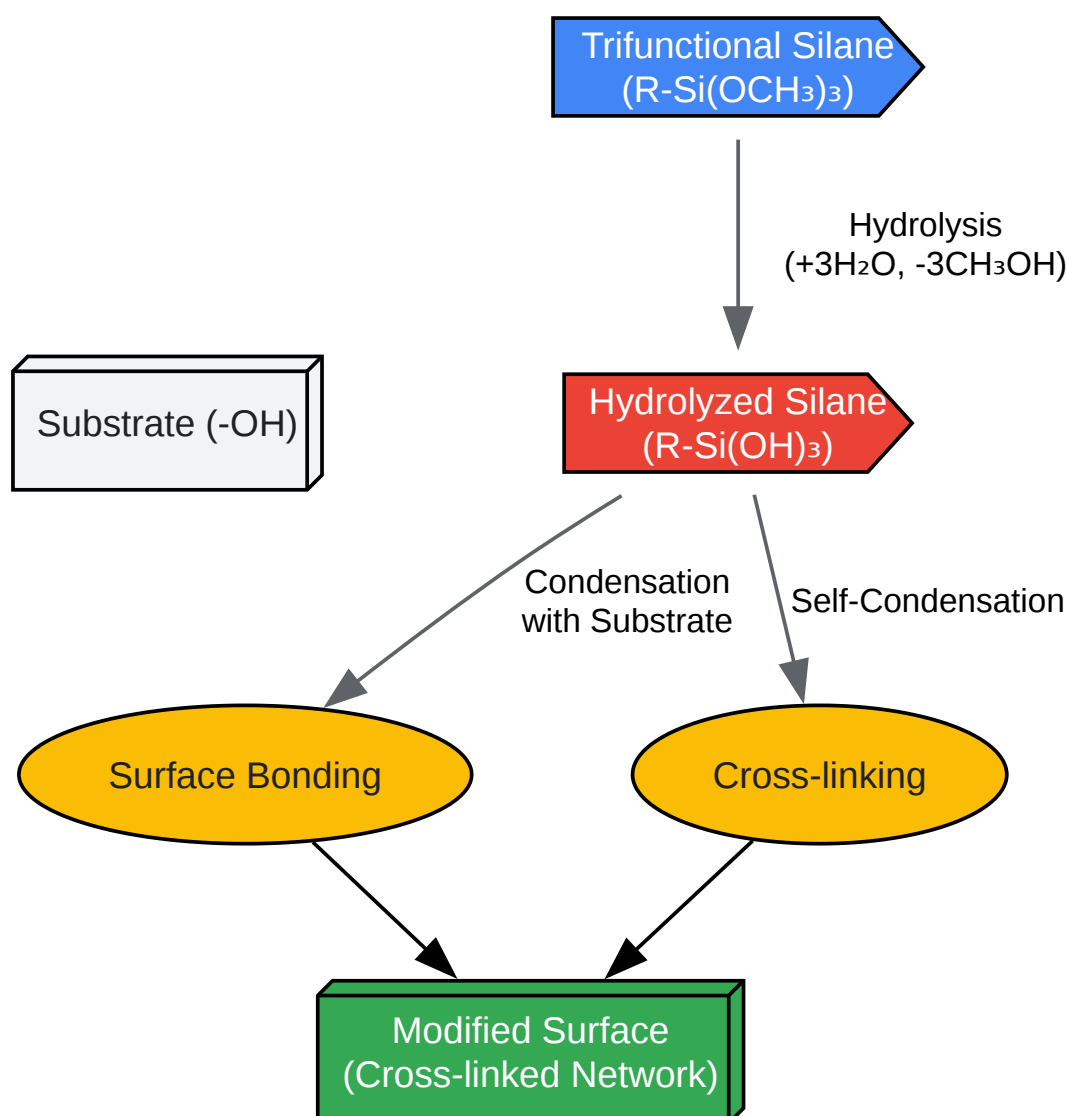 Trifunctional Silane
(R-Si(OCH₃)₃)
Hydrolysis
(+3H₂O, -3CH₃OH)
Substrate (-OH)
Hydrolyzed Silane
(R-Si(OH)₃)
Condensation
with Substrate
Self-Condensation
Surface Bonding
Cross-linking
Modified Surface
(Cross-linked Network)